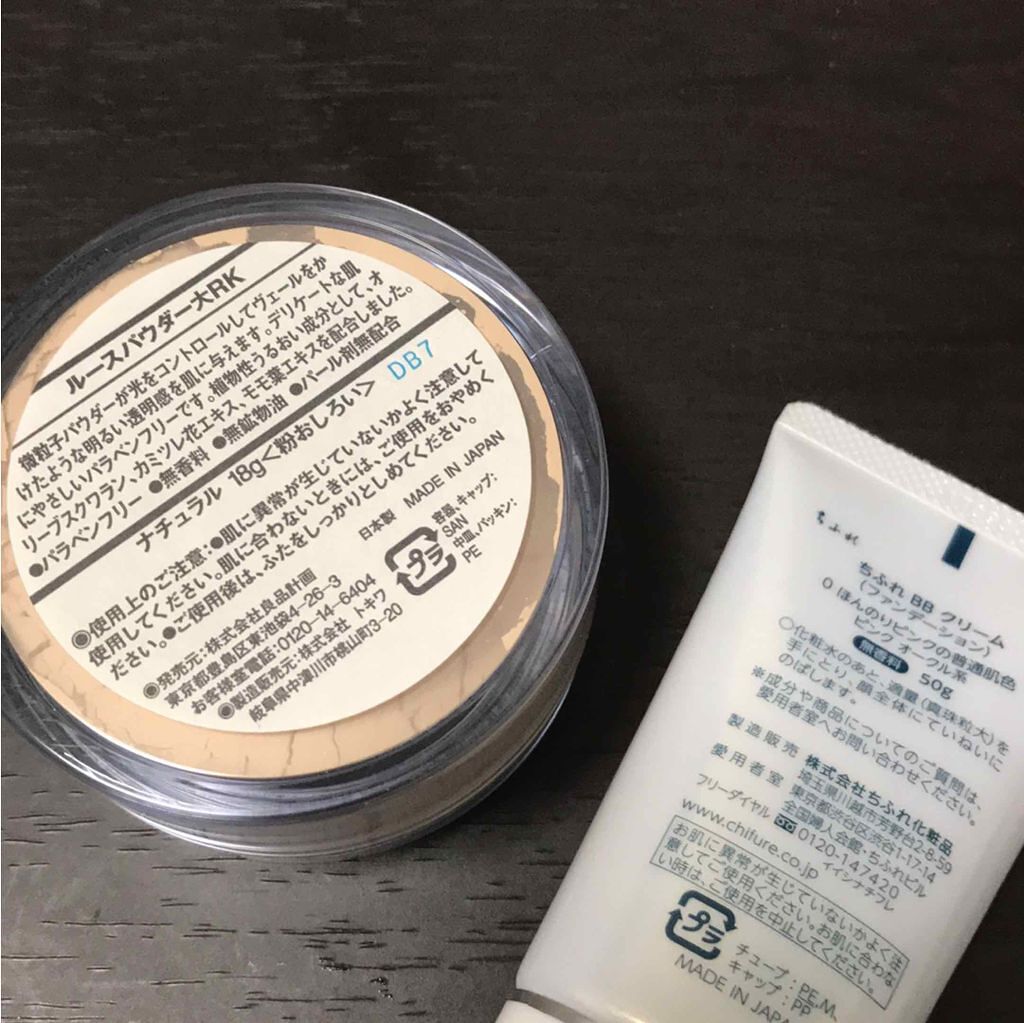 ルースパウダー大RK
微粒子パウダーが光をコントロールしてヴェールをか
けたような明るい透明感を肌に与えます。デリケートな肌
にやさしいパラベンフリーです。植物性うるおい成分として、オ
リーブスクワラン、カミツレ花エキス、モモ葉エキスを配合しました。
●パラベンフリー ●無香料 ●無鉱物油 ●パール剤無配合
ナチュラル 18g<粉おしろい> DB7
◉使用上のご注意:●肌に異常が生じていないかよく注意して
使用してください。肌に合わないときには、ご使用をおやめく
ださい。●ご使用後は、ふたをしっかりとしめてください。
◉発売元:株式会社良品計画
東京都豊島区東池袋4-26-3
お客様室電話:0120-14-6404
◉製造販売元:株式会社 トキワ
岐阜県中津川市桃山町3-20
日本製 MADE IN JAPAN
プラ
容器、キャップ:
SAN
中皿、パッキン:
PE
ちふれ
ちふれ BB クリーム
(ファンデーション)
0 ほんのりピンクの普通肌色
ピンク オークル系
無香料 50g
○化粧水のあと、適量(真珠粒大)を
手にとり、顔全体にていねいに
のばします。
※成分や商品についてのご質問は、
愛用者室へお問い合わせください。
製造販売 株式会社ちふれ化粧品
埼玉県川越市芳野台2-8-59
愛用者室 東京都渋谷区渋谷1-17-14
全国婦人会館・ちふれビル
フリーダイヤル 0120-147420
イイシナチフレ
www.chifure.co.jp
お肌に異常が生じていないかよく注
意してご使用ください。お肌に合わな
い時は、ご使用を中止してください。
プラ
チューブ:PE,M
キャップ:PP
MADE IN JAPA